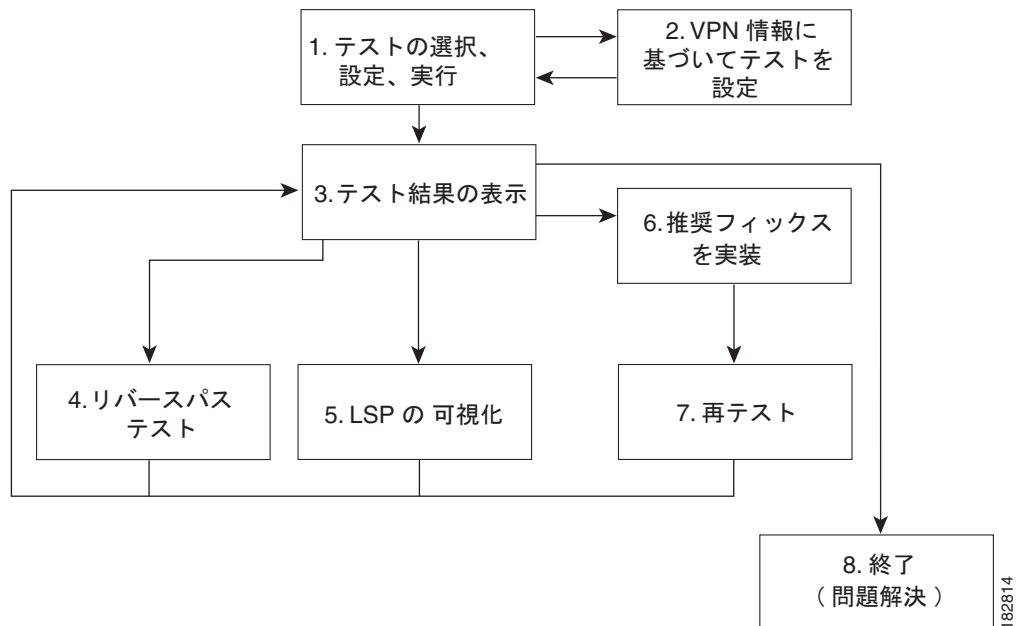 1. テストの選択、
設定、実行
2. VPN 情報に
基づいてテストを
設定
3. テスト結果の表示
6. 推奨フィックス
を実装
4. リバースパス
テスト
5. LSP の 可視化
7. 再テスト
8. 終了
( 問題解決 )
182814